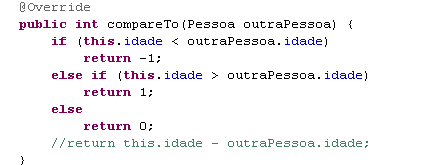 @Override
public int compareTo(Pessoa outraPessoa) {
    if (this.idade < outraPessoa.idade)
        return -1;
    else if (this.idade > outraPessoa.idade)
        return 1;
    else
        return 0;
    //return this.idade - outraPessoa.idade;
}